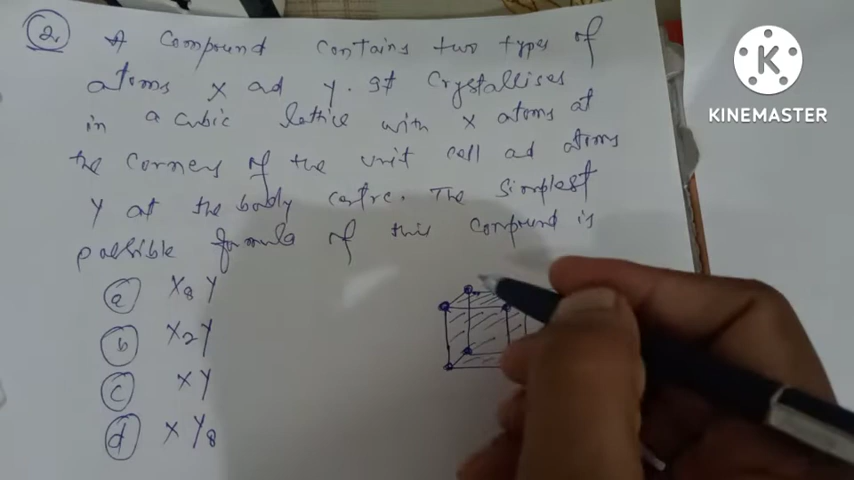 2. A compound contains two types of
atoms X ad Y. It crystallises
in a cubic lattice with X atoms at
the corners of the unit cell ad atoms
Y at the body centre. The simplest
possible formula of this compound is
a X8Y
b X2Y
c XY
d XY8
K
KINEMASTER